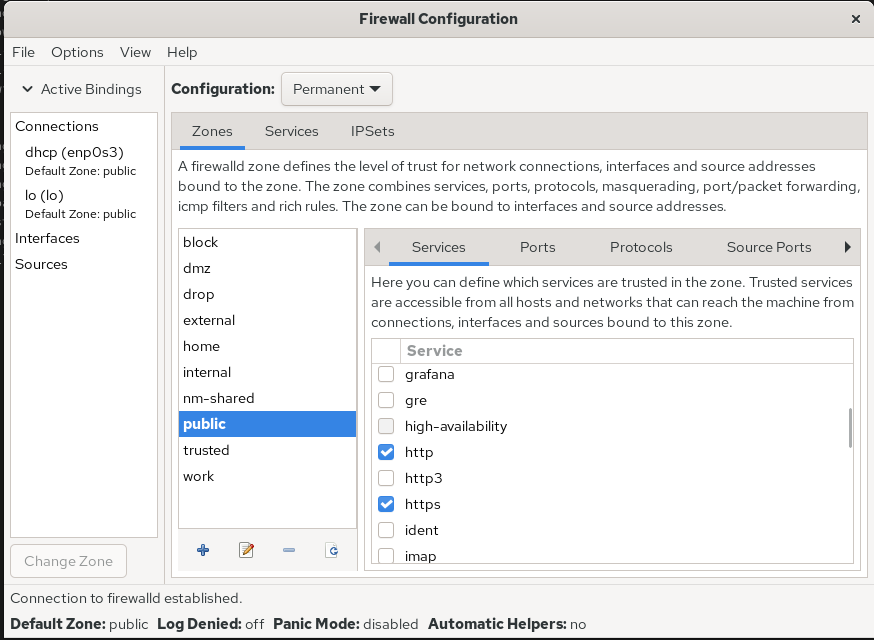 Firewall Configuration
File Options View Help
Active Bindings
Configuration: Permanent
Connections
dhcp (enp0s3)
Default Zone: public
lo (lo)
Default Zone: public
Interfaces
Sources
Change Zone
Zones Services IPSets
A firewalld zone defines the level of trust for network connections, interfaces and source addresses
bound to the zone. The zone combines services, ports, protocols, masquerading, port/packet forwarding,
icmp filters and rich rules. The zone can be bound to interfaces and source addresses.
block
dmz
drop
external
home
internal
nm-shared
public
trusted
work
Services Ports Protocols Source Ports
Here you can define which services are trusted in the zone. Trusted services
are accessible from all hosts and networks that can reach the machine from
connections, interfaces and sources bound to this zone.
Service
grafana
gre
high-availability
http
http3
https
ident
imap
Connection to firewalld established.
Default Zone: public Log Denied: off Panic Mode: disabled Automatic Helpers: no